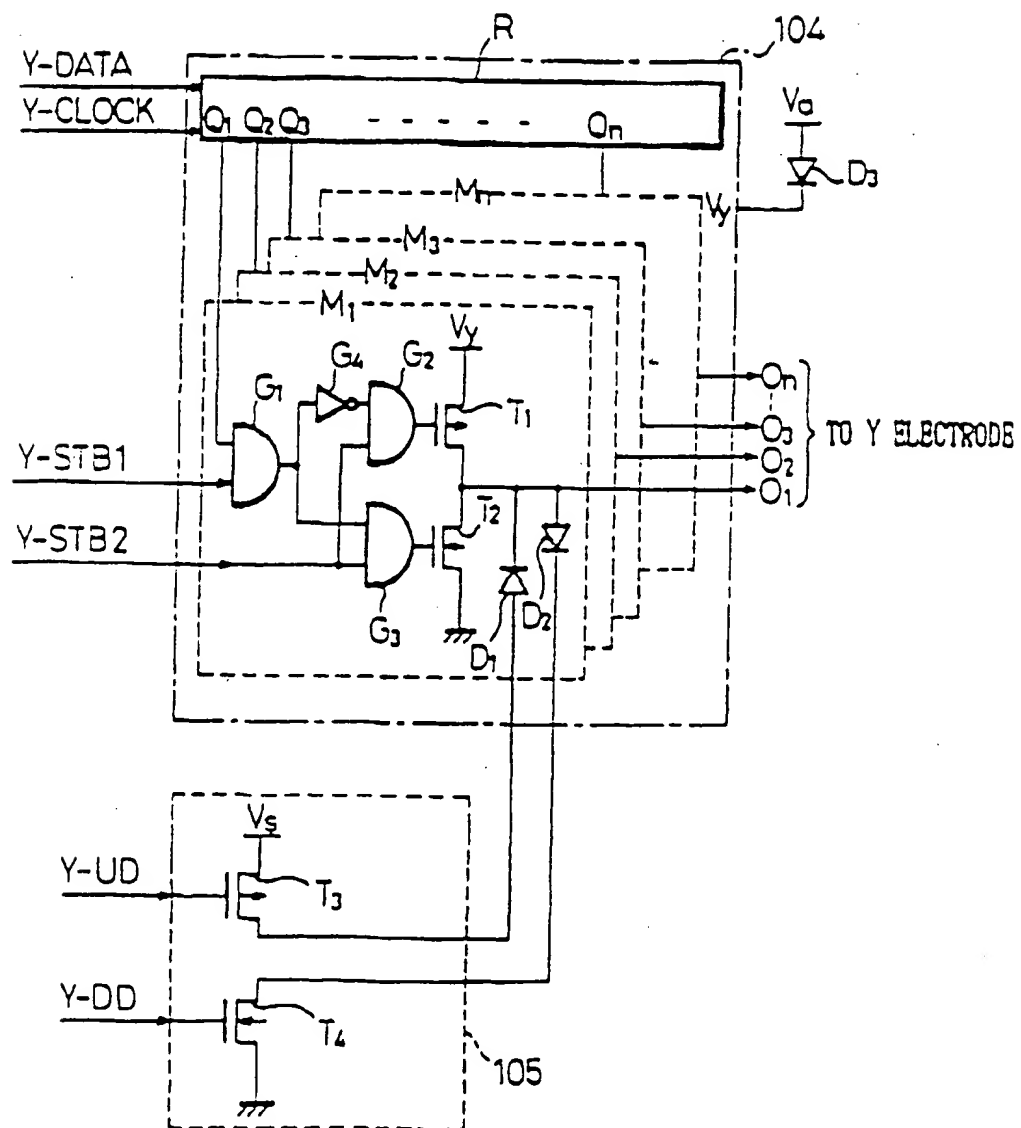 R
104
Y-DATA
Y-CLOCK
Q1 Q2 Q3 - - - - - Qn
Va
D3
Vy
Mn
M3
M2
M1
Vy
G4
G2
G1
T1
On
O3
O2
O1
TO Y ELECTRODE
Y-STB1
Y-STB2
T2
G3
D1
D2
Vs
Y-UD
T3
Y-DD
T4
105